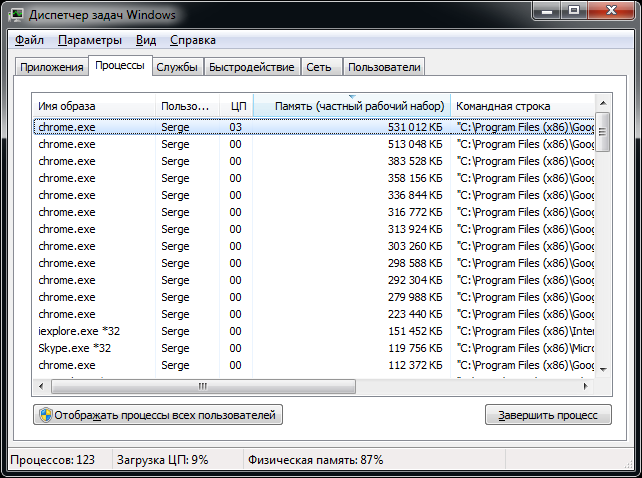 Диспетчер задач Windows
Файл Параметры Вид Справка
Приложения Процессы Службы Быстродействие Сеть Пользователи
Имя образа Пользо... ЦП Память (частный рабочий набор) Командная строка
chrome.exe Serge 03 531 012 КБ "C:\Program Files (x86)\Goog
chrome.exe Serge 00 513 048 КБ "C:\Program Files (x86)\Goog
chrome.exe Serge 00 383 528 КБ "C:\Program Files (x86)\Goog
chrome.exe Serge 00 358 156 КБ "C:\Program Files (x86)\Goog
chrome.exe Serge 00 336 844 КБ "C:\Program Files (x86)\Goog
chrome.exe Serge 00 316 772 КБ "C:\Program Files (x86)\Goog
chrome.exe Serge 00 313 924 КБ "C:\Program Files (x86)\Goog
chrome.exe Serge 00 303 260 КБ "C:\Program Files (x86)\Goog
chrome.exe Serge 00 298 588 КБ "C:\Program Files (x86)\Goog
chrome.exe Serge 00 292 304 КБ "C:\Program Files (x86)\Goog
chrome.exe Serge 00 279 988 КБ "C:\Program Files (x86)\Goog
chrome.exe Serge 00 223 440 КБ "C:\Program Files (x86)\Goog
iexplore.exe *32 Serge 00 151 452 КБ "C:\Program Files (x86)\Inter
Skype.exe *32 Serge 00 119 756 КБ "C:\Program Files (x86)\Micro
chrome.exe Serge 00 112 372 КБ "C:\Program Files (x86)\Goog
Отображать процессы всех пользователей Завершить процесс
Процессов: 123 Загрузка ЦП: 9% Физическая память: 87%